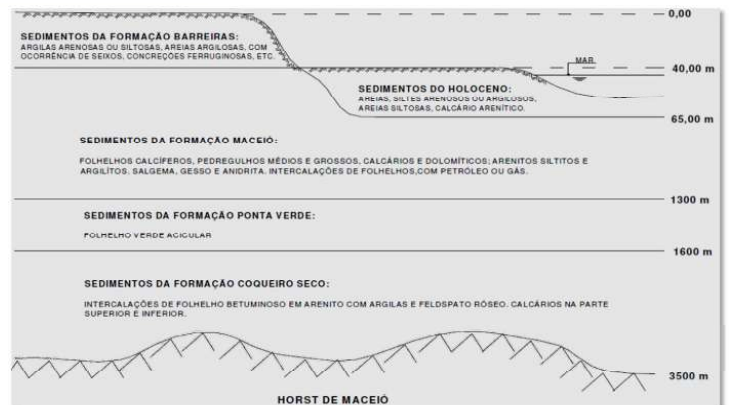 0,00
SEDIMENTOS DA FORMAÇÃO BARREIRAS:
ARGILAS ARENOSAS OU SILTOSAS, AREIAS ARGILOSAS, COM
OCORRÊNCIA DE SEIXOS, CONCREÇÕES FERRUGINOSAS, ETC.
MAR
40,00 m
SEDIMENTOS DO HOLOCENO:
AREIAS, SILTES ARENOSOS OU ARGILOSOS,
AREIAS SILTOSAS, CALCÁRIO ARENÍTICO.
65,00 m
SEDIMENTOS DA FORMAÇÃO MACEIÓ:
FOLHELHOS CALCÍFEROS, PEDREGULHOS MÉDIOS E GROSSOS, CALCÁRIOS E DOLOMÍTICOS; ARENITOS SILTITOS E
ARGILÍTOS. SALGEMA, GESSO E ANIDRITA. INTERCALAÇÕES DE FOLHELHOS,COM PETRÓLEO OU GÁS.
1300 m
SEDIMENTOS DA FORMAÇÃO PONTA VERDE:
FOLHELHO VERDE ACICULAR
1600 m
SEDIMENTOS DA FORMAÇÃO COQUEIRO SECO:
INTERCALAÇÕES DE FOLHELHO BETUMINOSO EM ARENITO COM ARGILAS E FELDSPATO RÓSEO. CALCÁRIOS NA PARTE
SUPERIOR E INFERIOR.
3500 m
HORST DE MACEIÓ